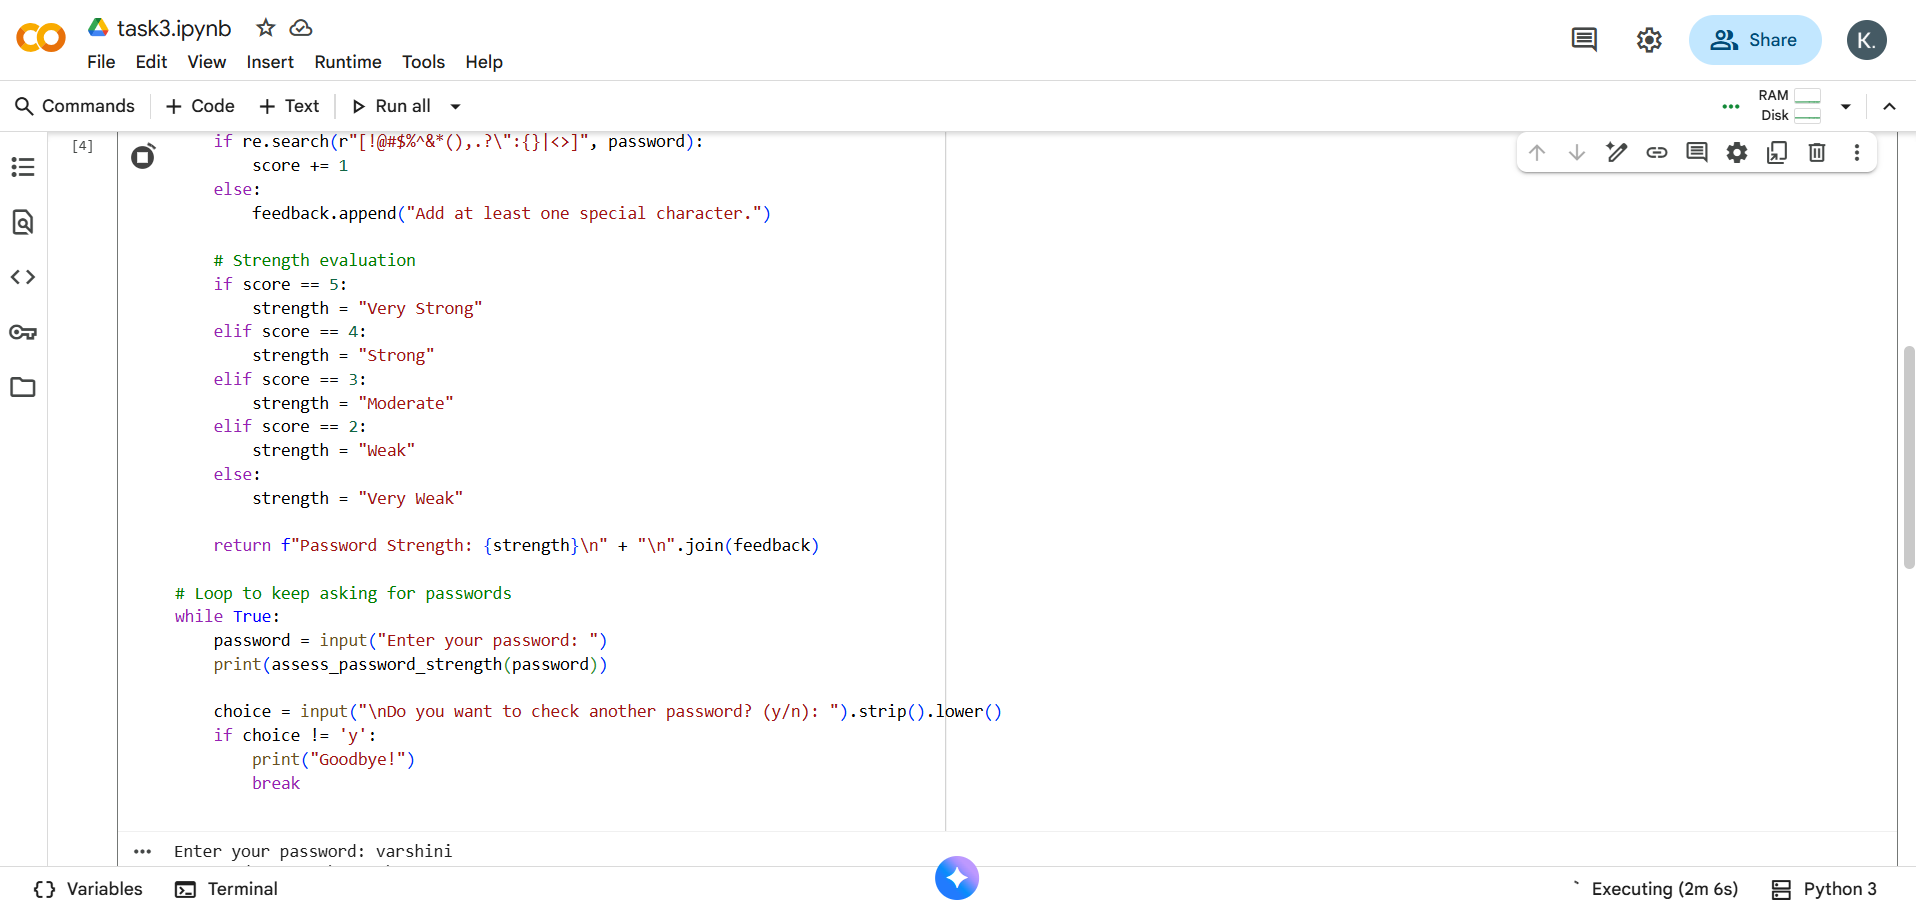 task3.ipynb
File Edit View Insert Runtime Tools Help
Share
K.
Commands + Code + Text Run all
RAM
Disk
[4]
    if re.search(r"[!@#$%^&*(),.?\":{}|<>]", password):
        score += 1
    else:
        feedback.append("Add at least one special character.")
    # Strength evaluation
    if score == 5:
        strength = "Very Strong"
    elif score == 4:
        strength = "Strong"
    elif score == 3:
        strength = "Moderate"
    elif score == 2:
        strength = "Weak"
    else:
        strength = "Very Weak"
    return f"Password Strength: {strength}\n" + "\n".join(feedback)
# Loop to keep asking for passwords
while True:
    password = input("Enter your password: ")
    print(assess_password_strength(password))
    choice = input("\nDo you want to check another password? (y/n): ").strip().lower()
    if choice != 'y':
        print("Goodbye!")
        break
Enter your password: varshini
Variables Terminal
Executing (2m 6s) Python 3